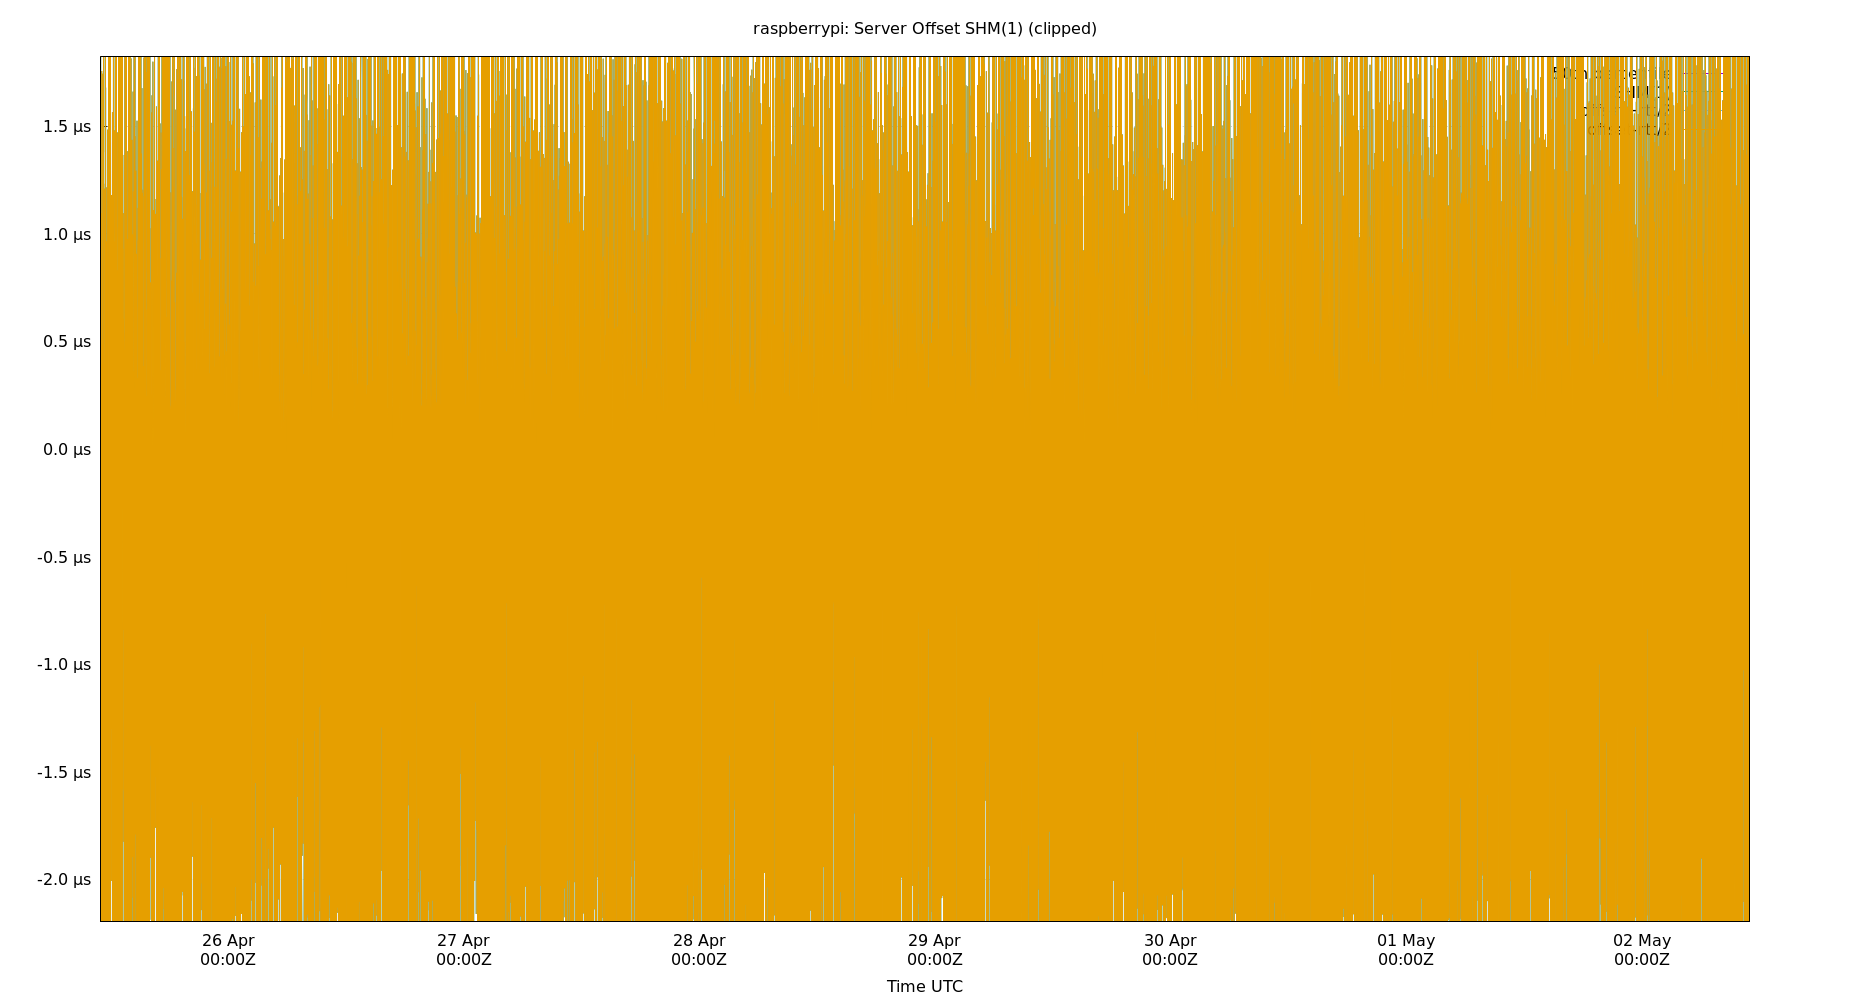 raspberrypi: Server Offset SHM(1) (clipped)
1.5 µs
1.0 µs
0.5 µs
0.0 µs
-0.5 µs
-1.0 µs
-1.5 µs
-2.0 µs
26 Apr 27 Apr 28 Apr 29 Apr 30 Apr 01 May 02 May
00:00Z 00:00Z 00:00Z 00:00Z 00:00Z 00:00Z 00:00Z
Time UTC